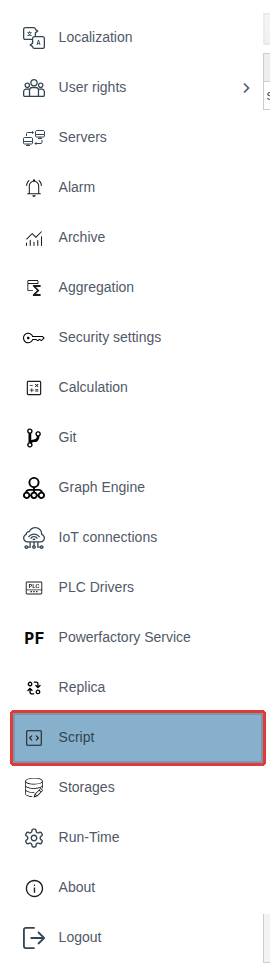 Localization
User rights
Servers
Alarm
Archive
Aggregation
Security settings
Calculation
Git
Graph Engine
IoT connections
PLC Drivers
PF Powerfactory Service
Replica
Script
Storages
Run-Time
About
Logout